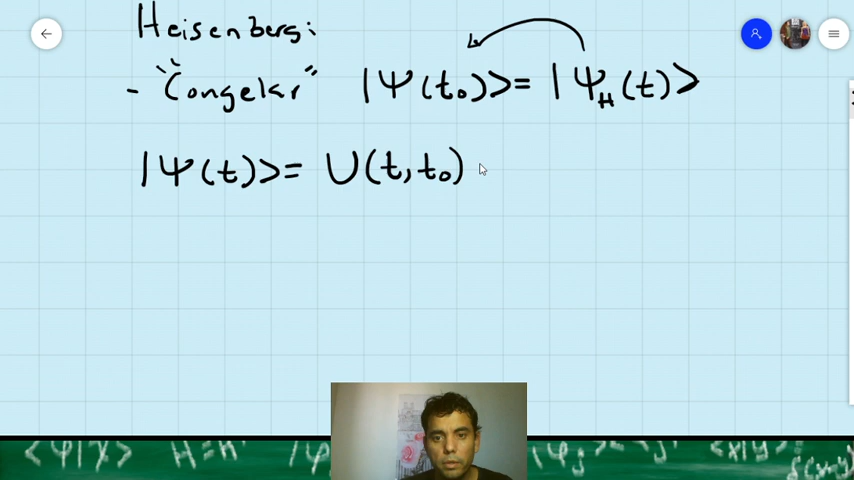 Heisenberg:
- "Congelar" |Ψ(t₀)> = |Ψ_H(t)>
|Ψ(t)> = U(t,t₀)
<ψ|χ> H=
<x|y>